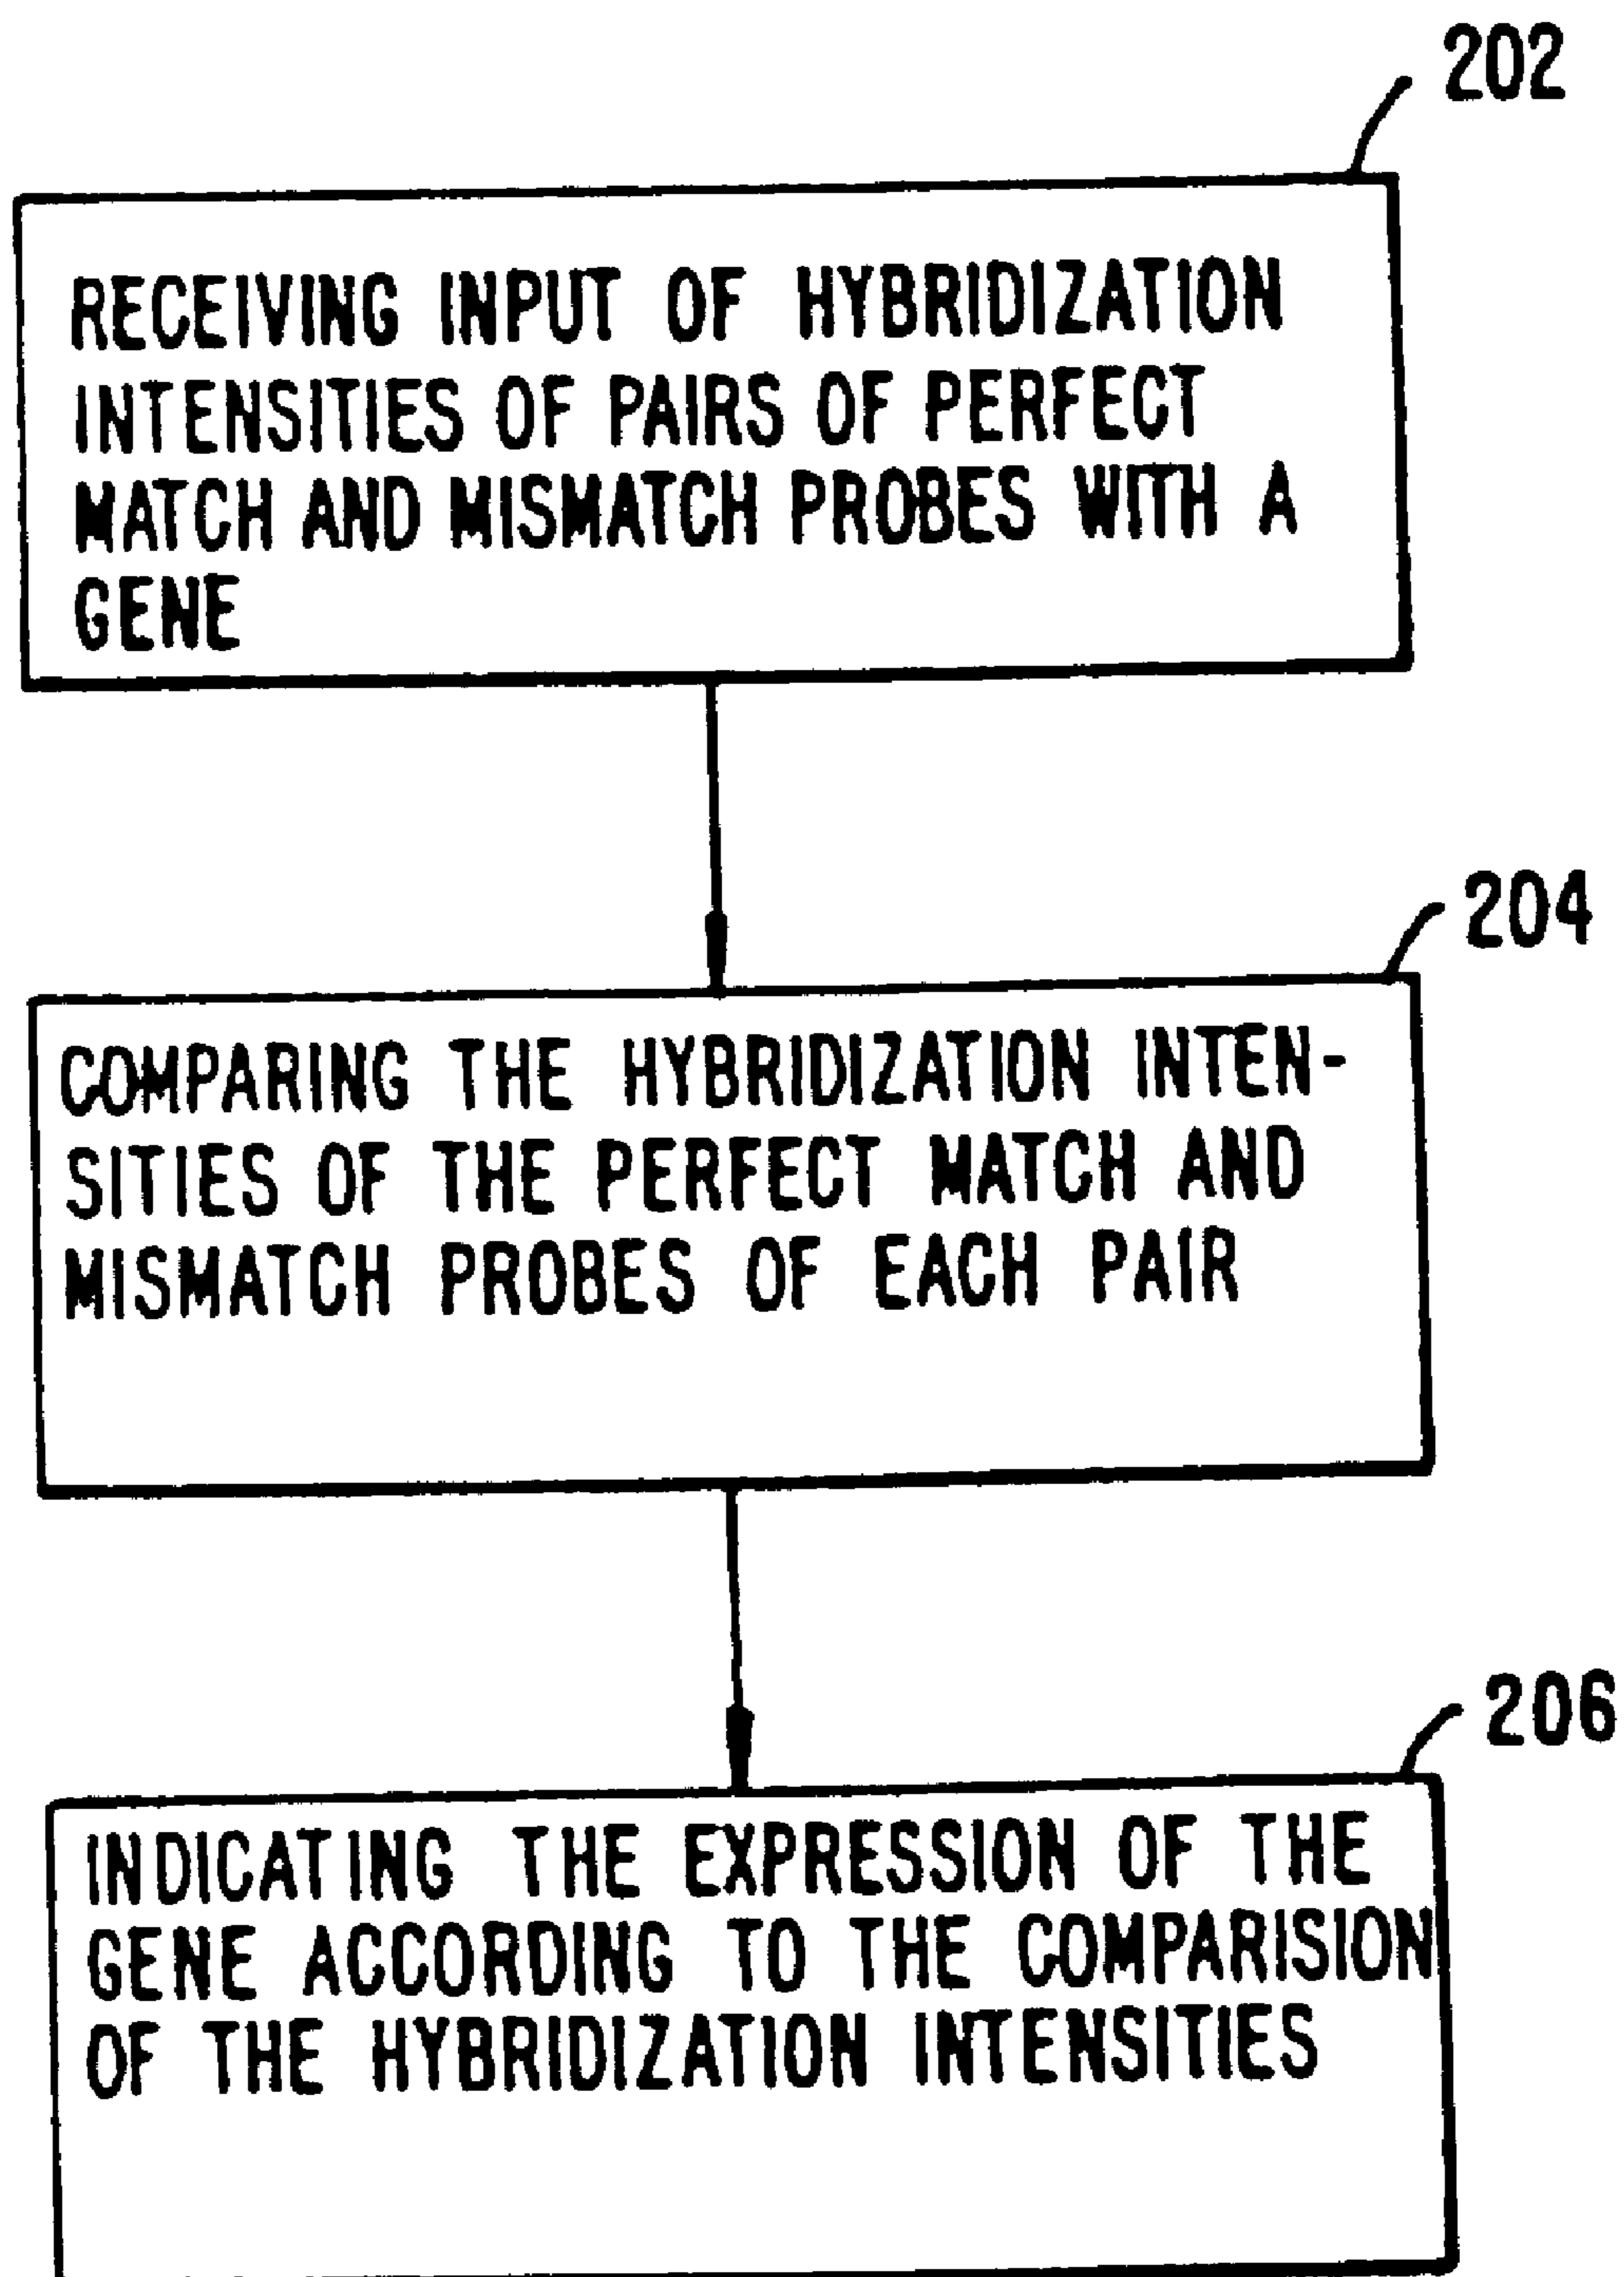 202
RECEIVING INPUT OF HYBRIDIZATION
INTENSITIES OF PAIRS OF PERFECT
MATCH AND MISMATCH PROBES WITH A
GENE
204
COMPARING THE HYBRIDIZATION INTEN-
SITIES OF THE PERFECT MATCH AND
MISMATCH PROBES OF EACH PAIR
206
INDICATING THE EXPRESSION OF THE
GENE ACCORDING TO THE COMPARISION
OF THE HYBRIDIZATION INTENSITIES